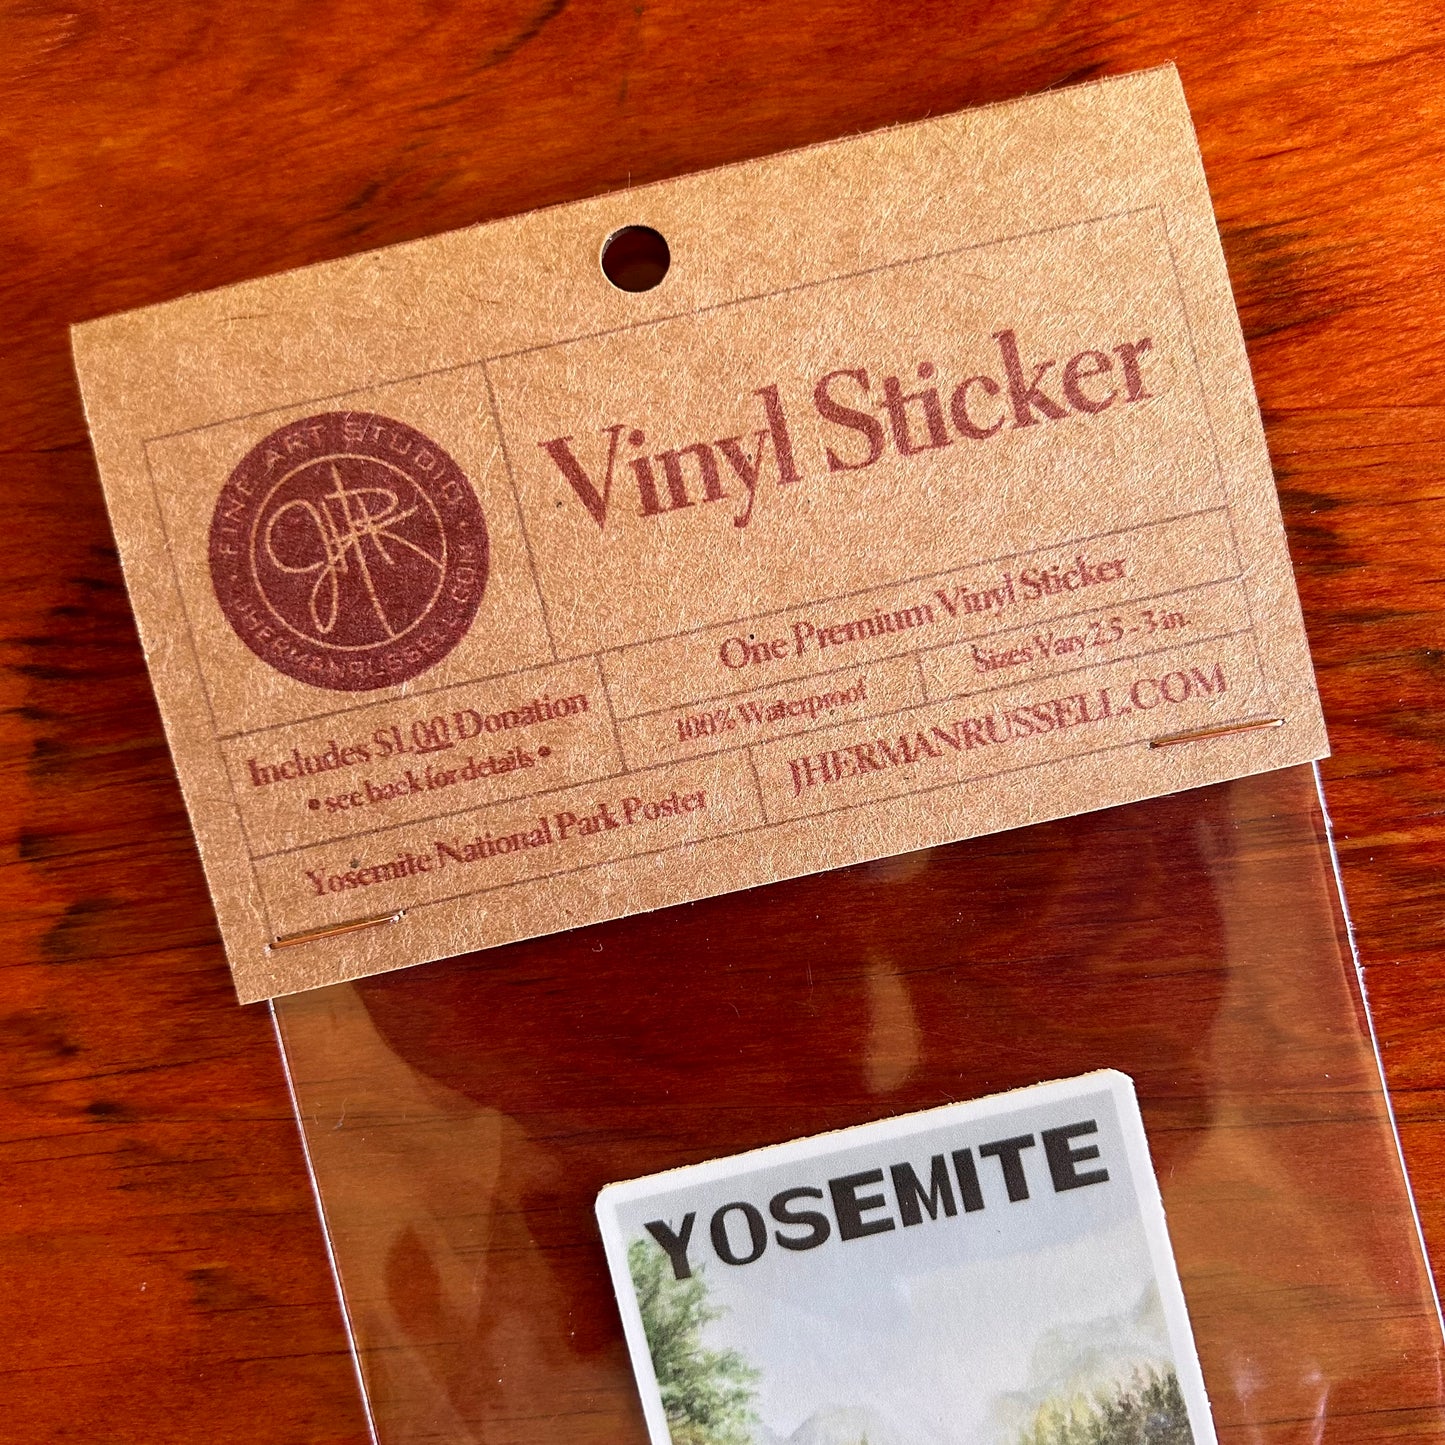 FINE ART STUDIO
JHERMANRUSSELL.COM
JHR
Vinyl Sticker
One Premium Vinyl Sticker
Includes $1.00 Donation
• see back for details •
100% Waterproof
Sizes Vary 2.5 - 3 in.
Yosemite National Park Poster
JHERMANRUSSELL.COM
YOSEMITE